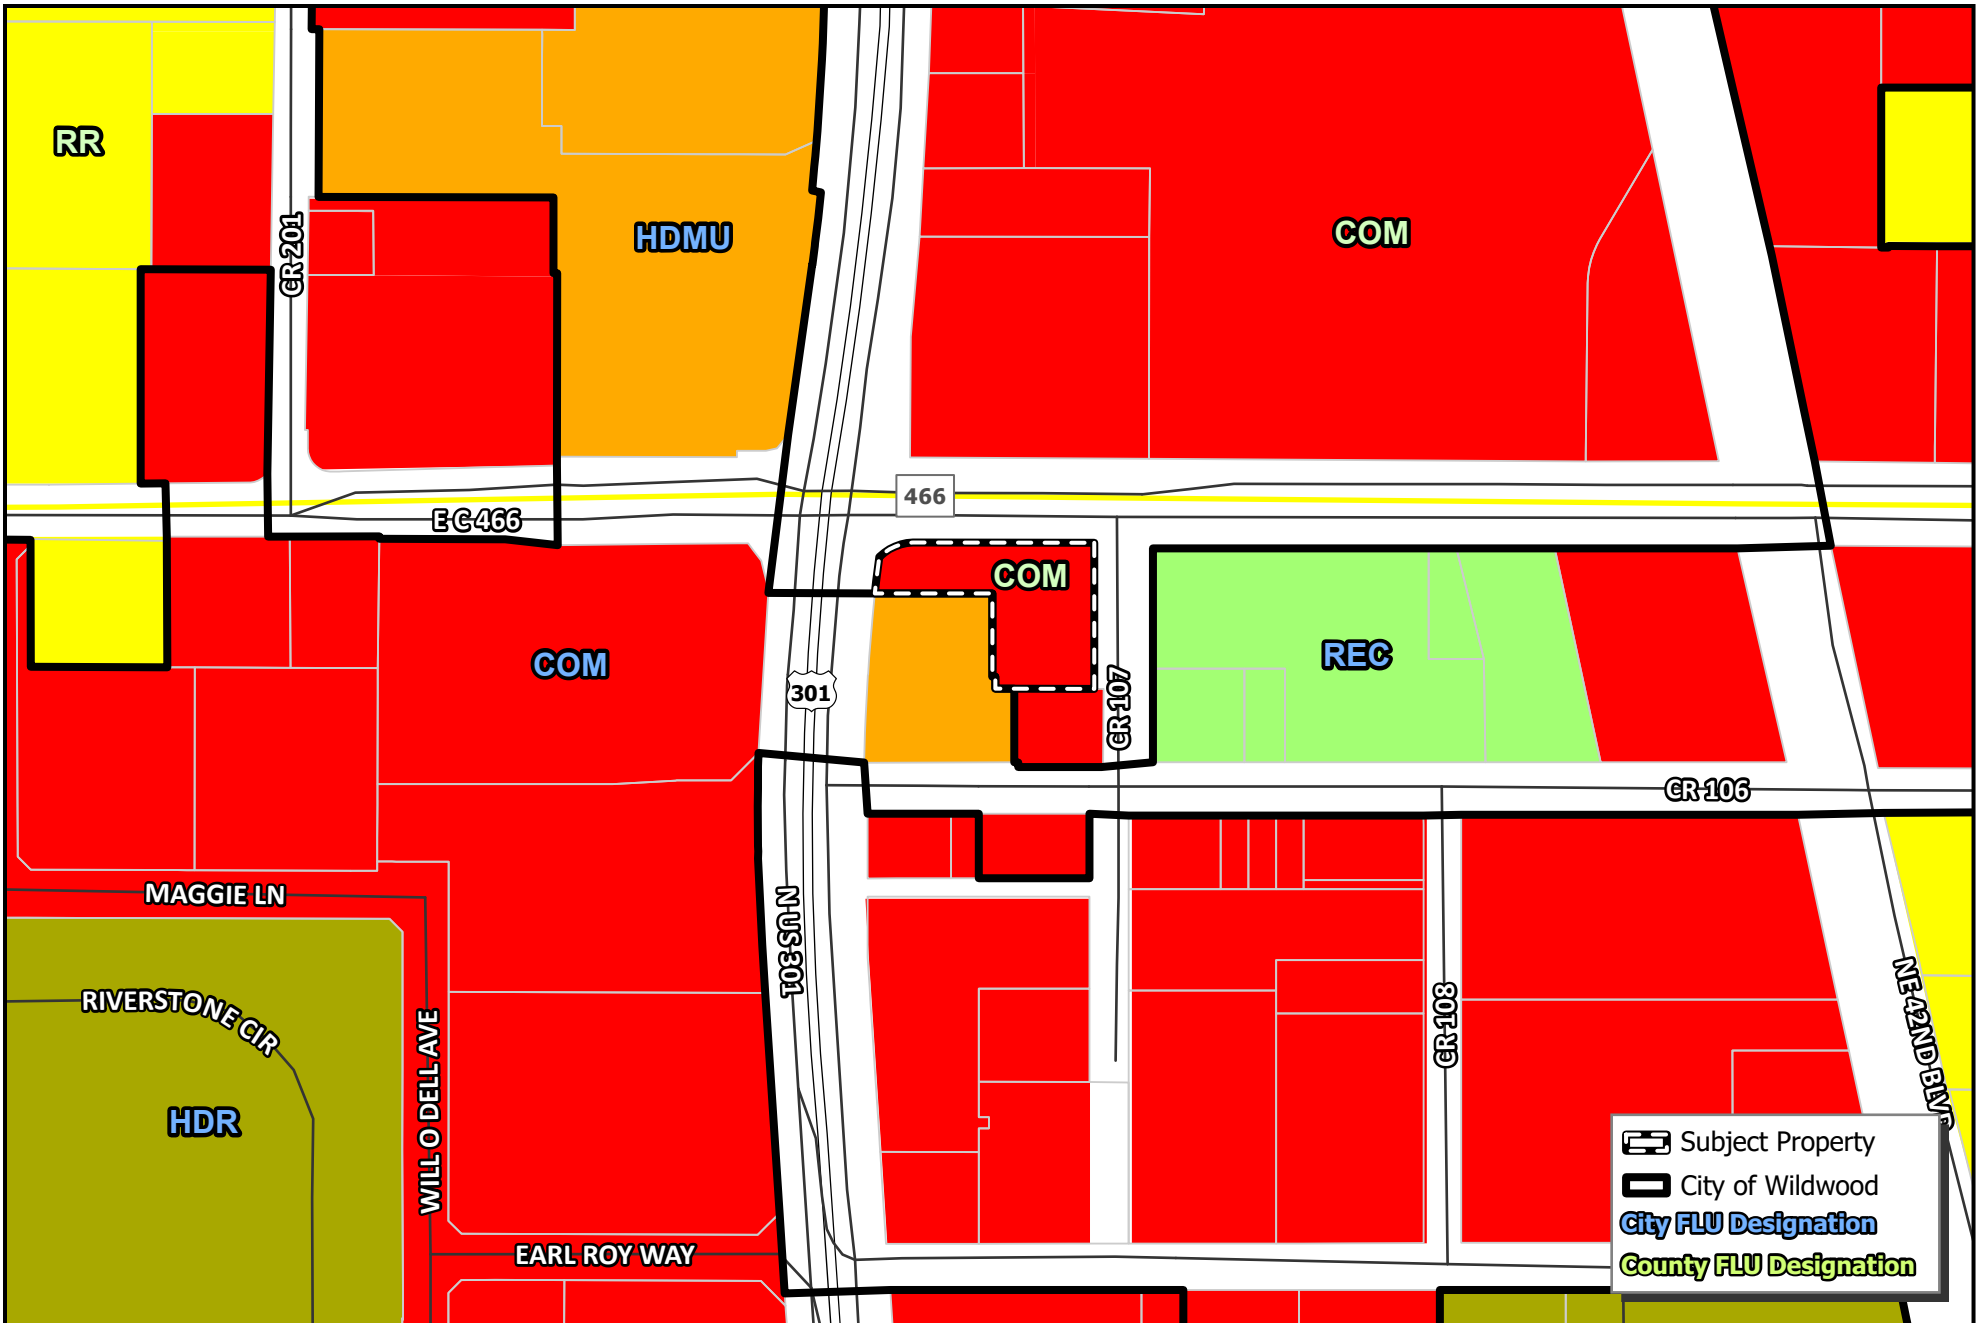 RR
CR 201
HDMU
COM
466
E C 466
COM
COM
REC
301
CR 107
CR 106
MAGGIE LN
N US 301
RIVERSTONE CIR
WILL O DELL AVE
CR 108
NE 42ND BLVD
HDR
EARL ROY WAY
Subject Property
City of Wildwood
City FLU Designation
County FLU Designation